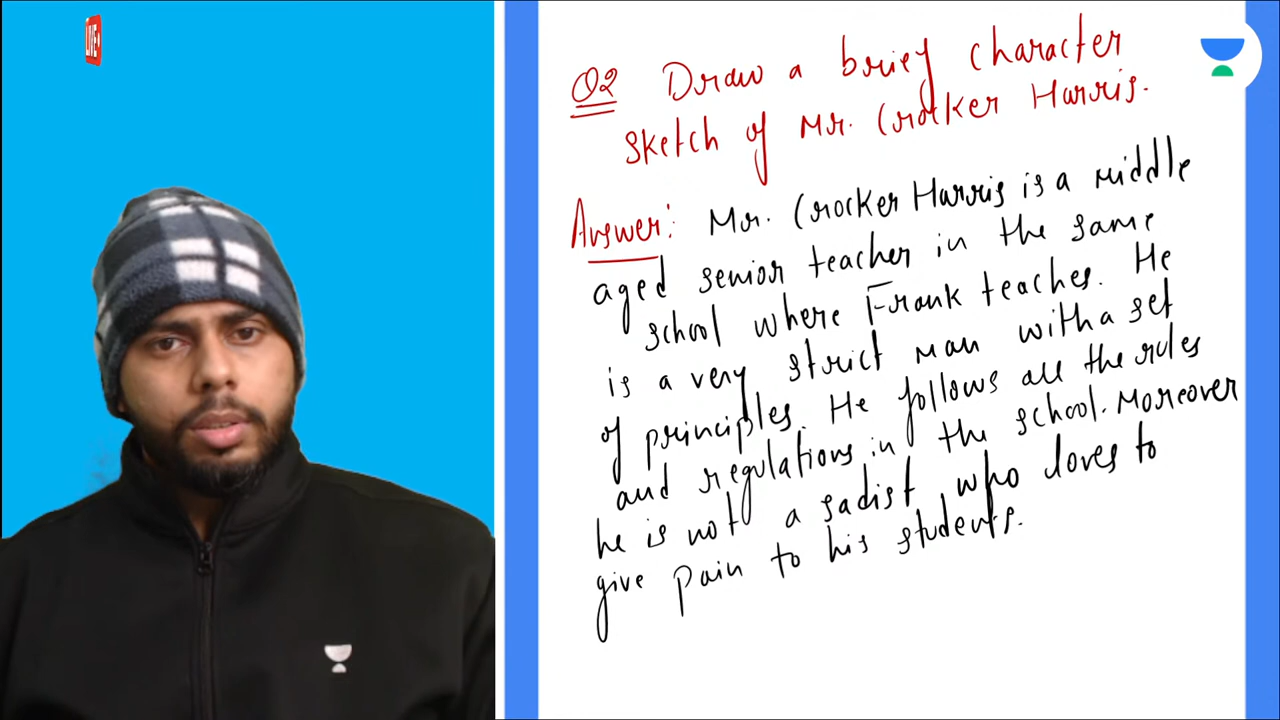 LIVE
Q2 Draw a brief character
sketch of Mr. Crocker Harris.
Answer: Mr. Crocker Harris is a middle
aged senior teacher in the same
school where Frank teaches. He
is a very strict man with a set
of principles. He follows all the rules
and regulations in the school. Moreover
he is not a sadist, who loves to
give pain to his students.